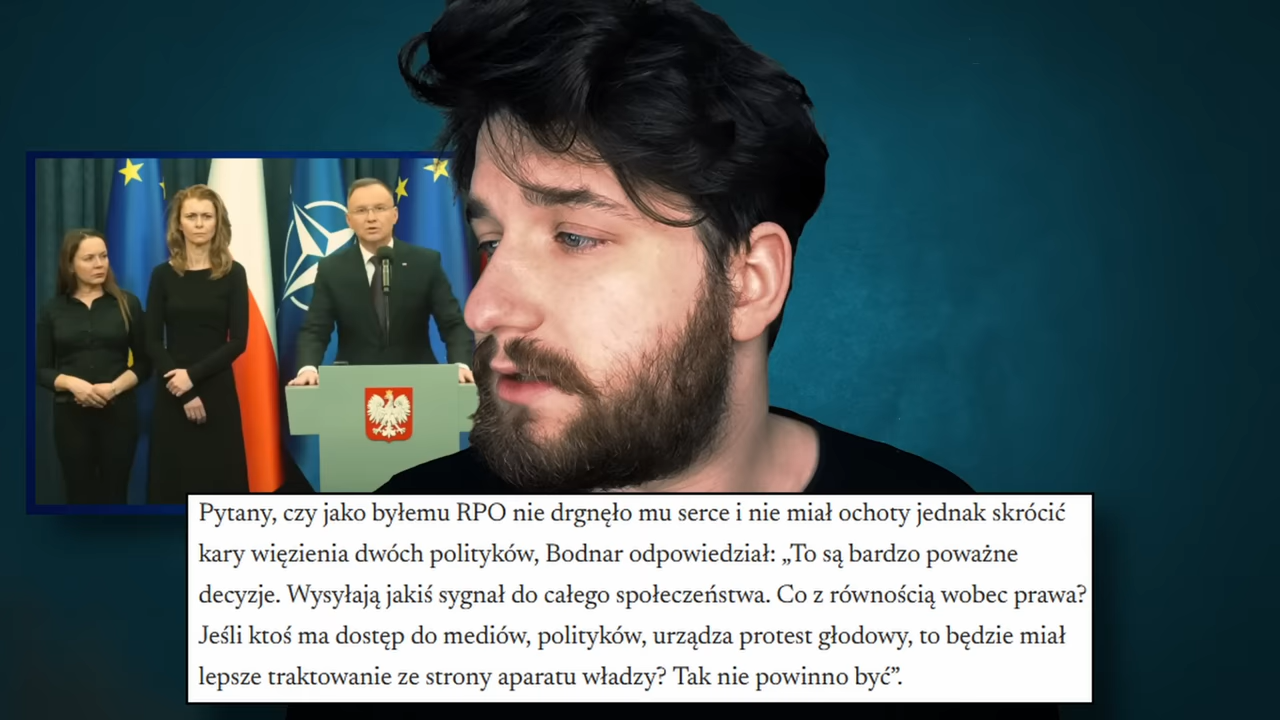 Pytany, czy jako byłemu RPO nie drgnęło mu serce i nie miał ochoty jednak skrócić
kary więzienia dwóch polityków, Bodnar odpowiedział: „To są bardzo poważne
decyzje. Wysyłają jakiś sygnał do całego społeczeństwa. Co z równością wobec prawa?
Jeśli ktoś ma dostęp do mediów, polityków, urządza protest głodowy, to będzie miał
lepsze traktowanie ze strony aparatu władzy? Tak nie powinno być”.